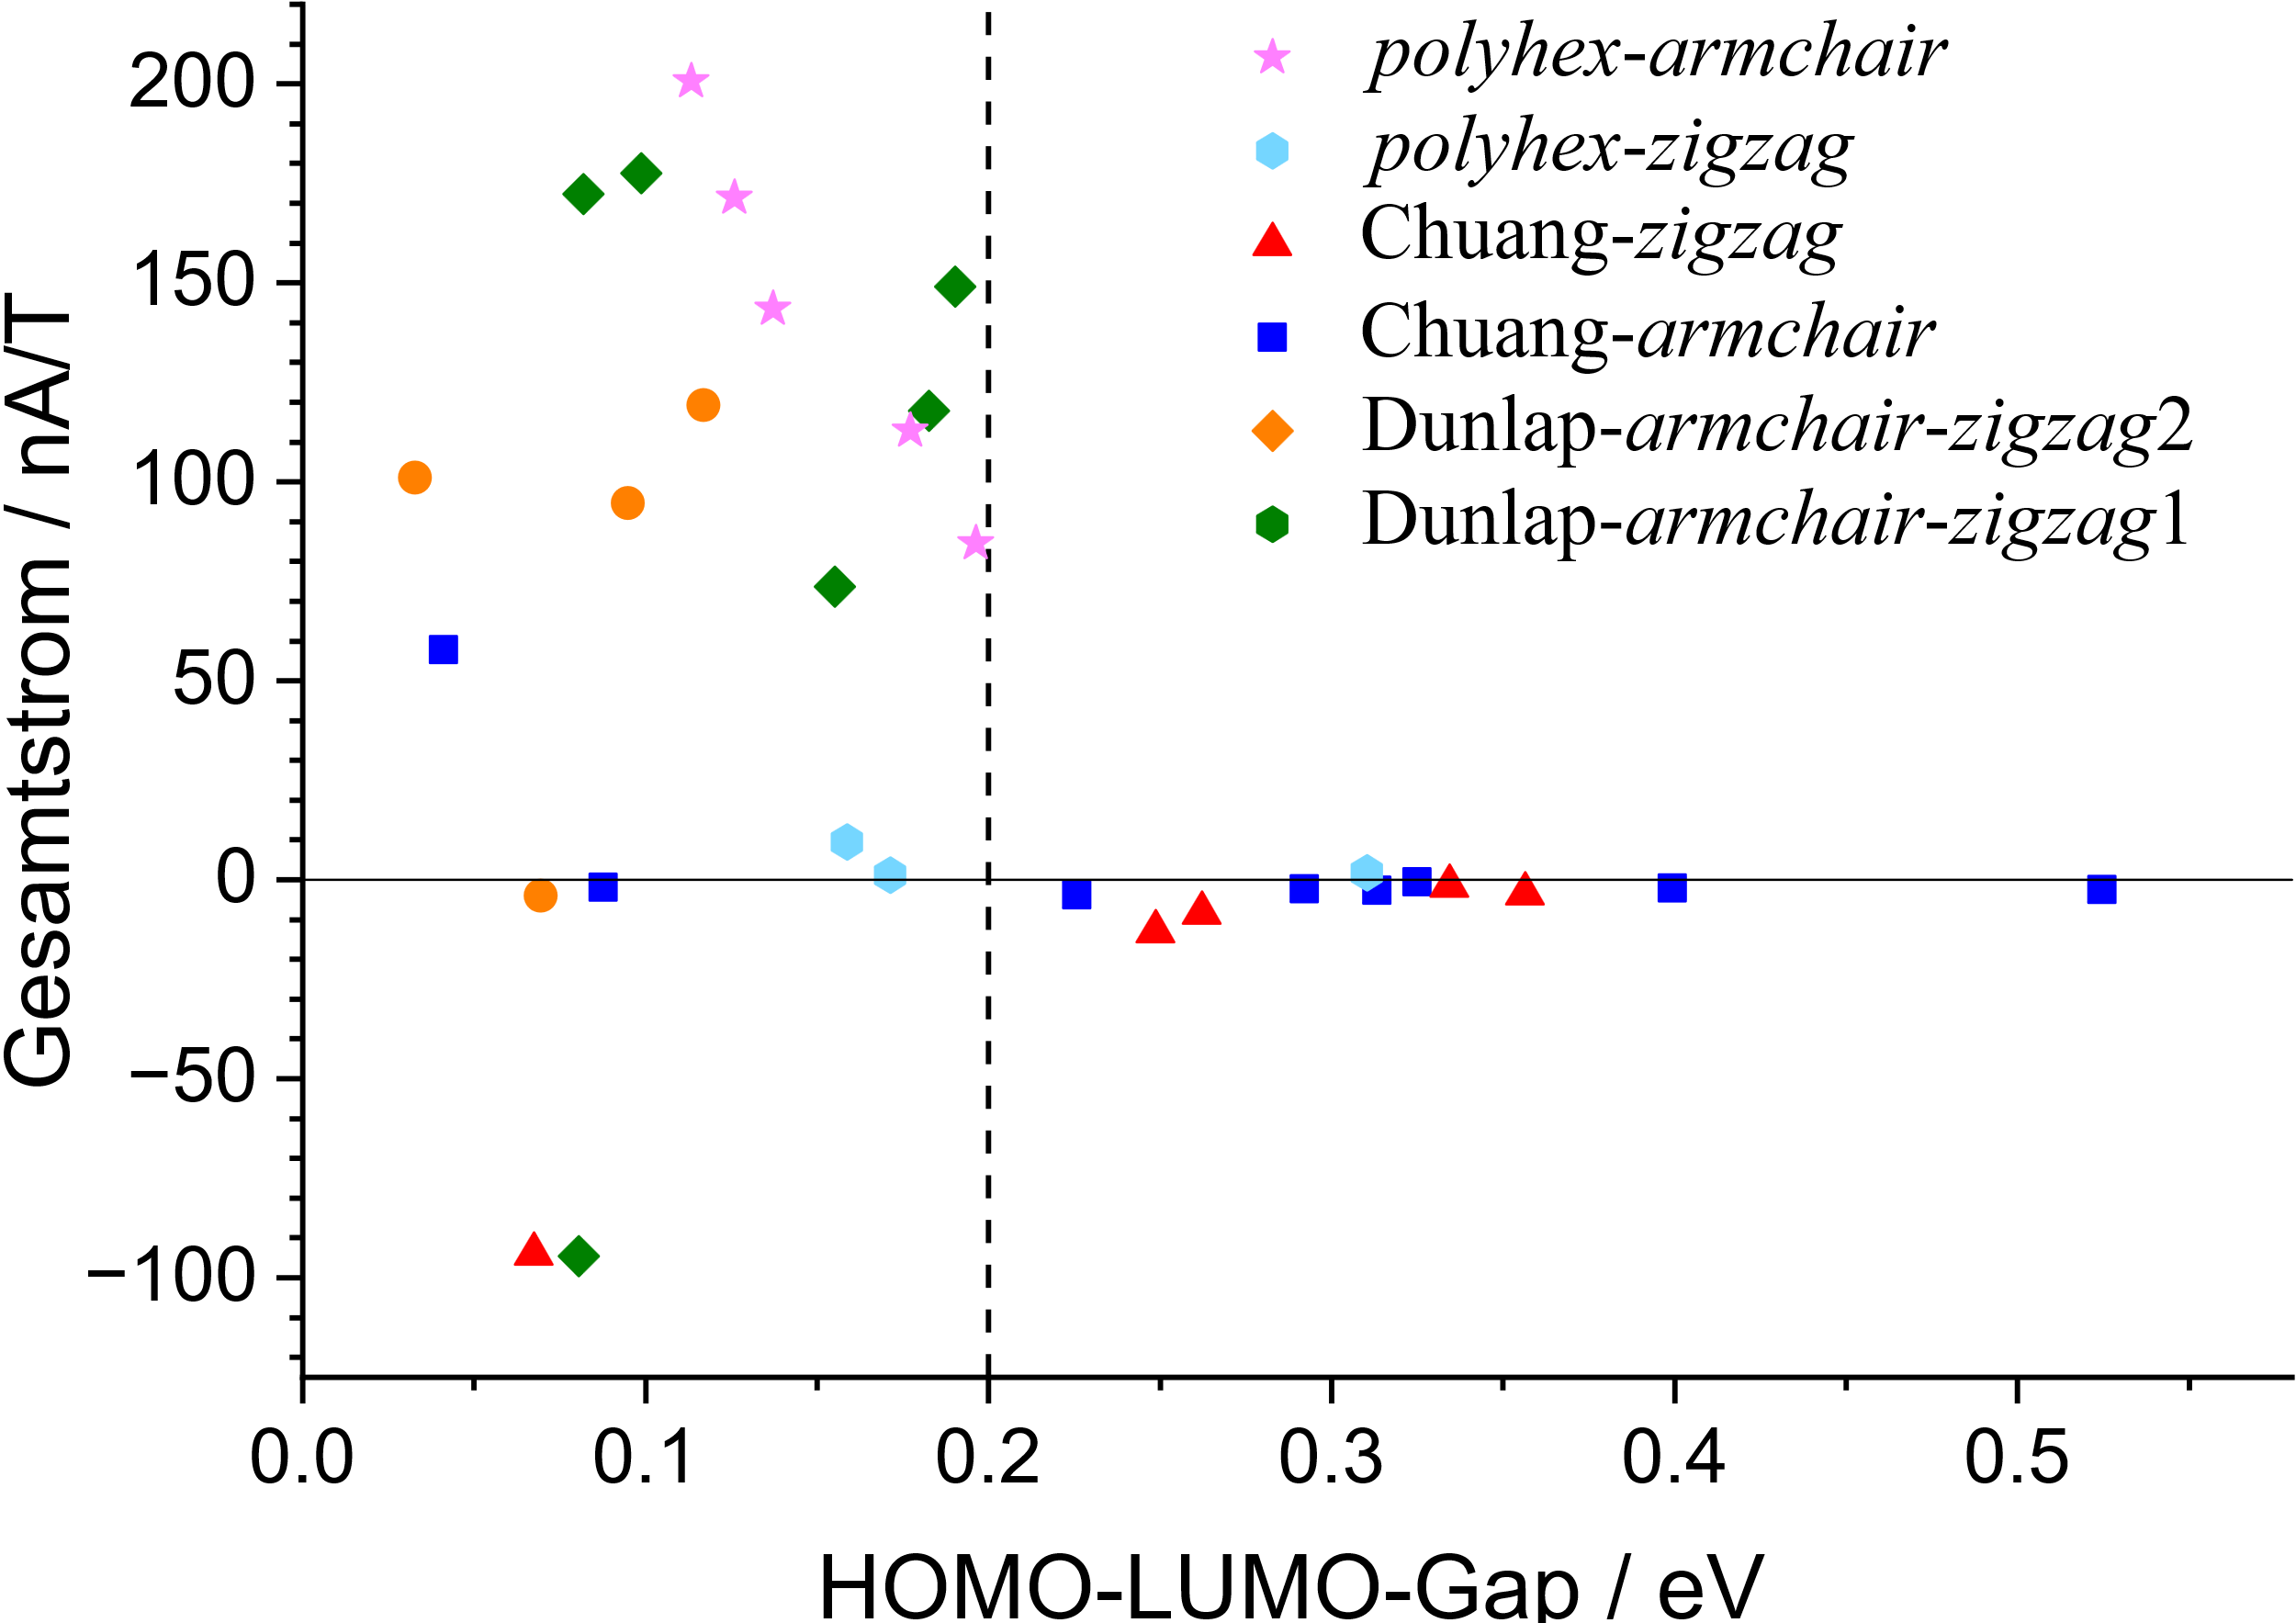 polyhex-armchair
polyhex-zigzag
Chuang-zigzag
Chuang-armchair
Dunlap-armchair-zigzag2
Dunlap-armchair-zigzag1
Gesamtstrom / nA/T
200
150
100
50
0
−50
−100
0.0 0.1 0.2 0.3 0.4 0.5
HOMO-LUMO-Gap / eV